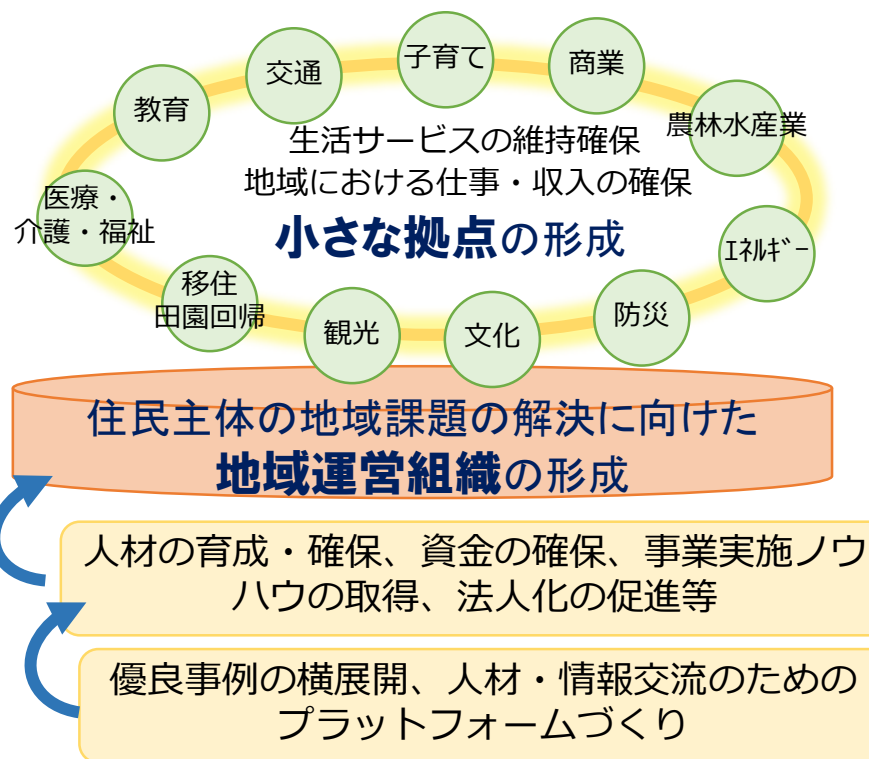 子育て
交通
商業
教育
農林水産業
生活サービスの維持確保
地域における仕事・収入の確保
医療・
介護・福祉
小さな拠点の形成
ｴﾈﾙｷﾞｰ
移住
田園回帰
観光
文化
防災
住民主体の地域課題の解決に向けた
地域運営組織の形成
人材の育成・確保、資金の確保、事業実施ノウ
ハウの取得、法人化の促進等
優良事例の横展開、人材・情報交流のための
プラットフォームづくり